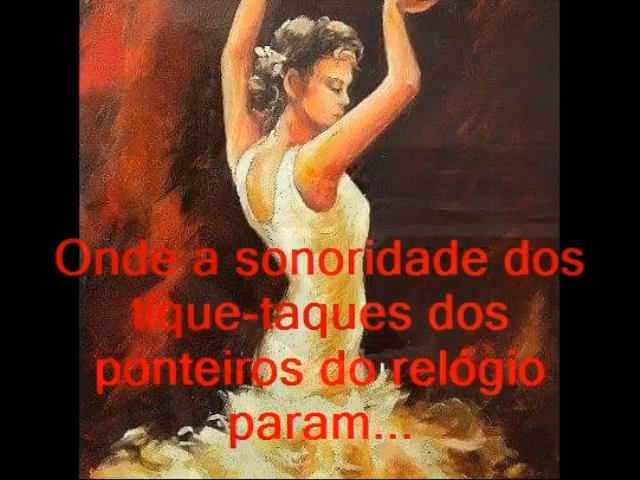 Onde a sonoridade dos
tique-taques dos
ponteiros do relógio
param...